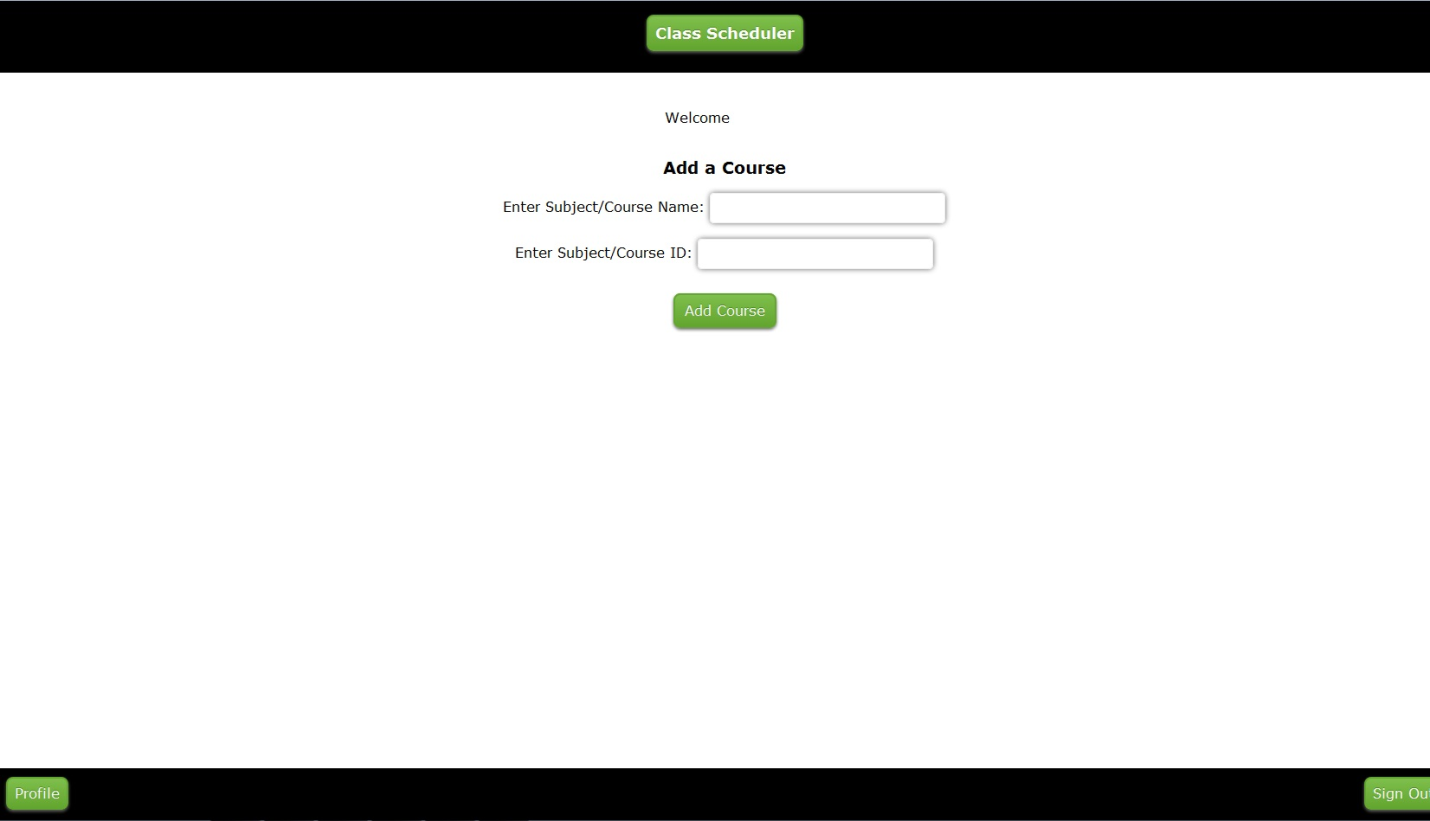 Class Scheduler
Welcome
Add a Course
Enter Subject/Course Name:
Enter Subject/Course ID:
Add Course
Profile
Sign Out